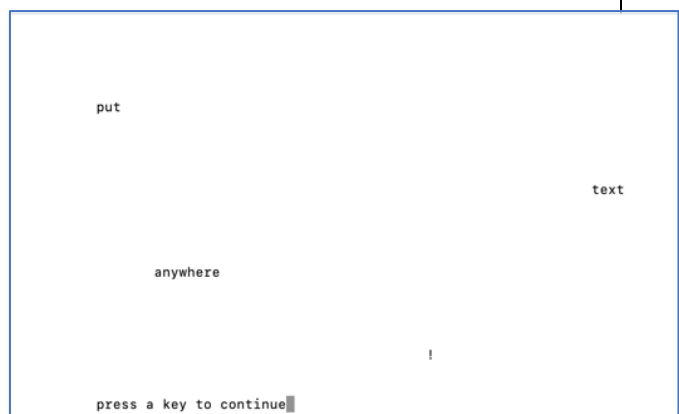 put
text
anywhere
!
press a key to continue